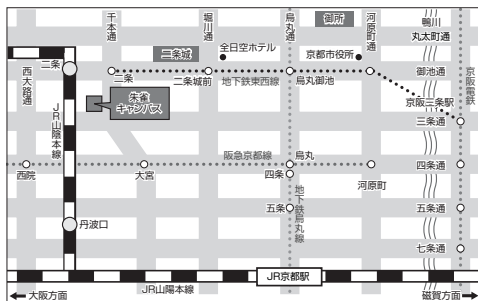 千本通
堀川通
烏丸通
御所
河原町通
鴨川
丸太町通
二条
二条城
全日空ホテル
京都市役所
御池通
西大路通
二条
二条城前
地下鉄東西線
烏丸御池
京阪電鉄
JR山陰本線
朱雀
キャンパス
京阪三条駅
三条通
阪急京都線
烏丸
四条通
西院
大宮
四条
河原町
地下鉄烏丸線
五条
五条通
丹波口
七条通
JR京都駅
大阪方面
JR山陽本線
滋賀方面